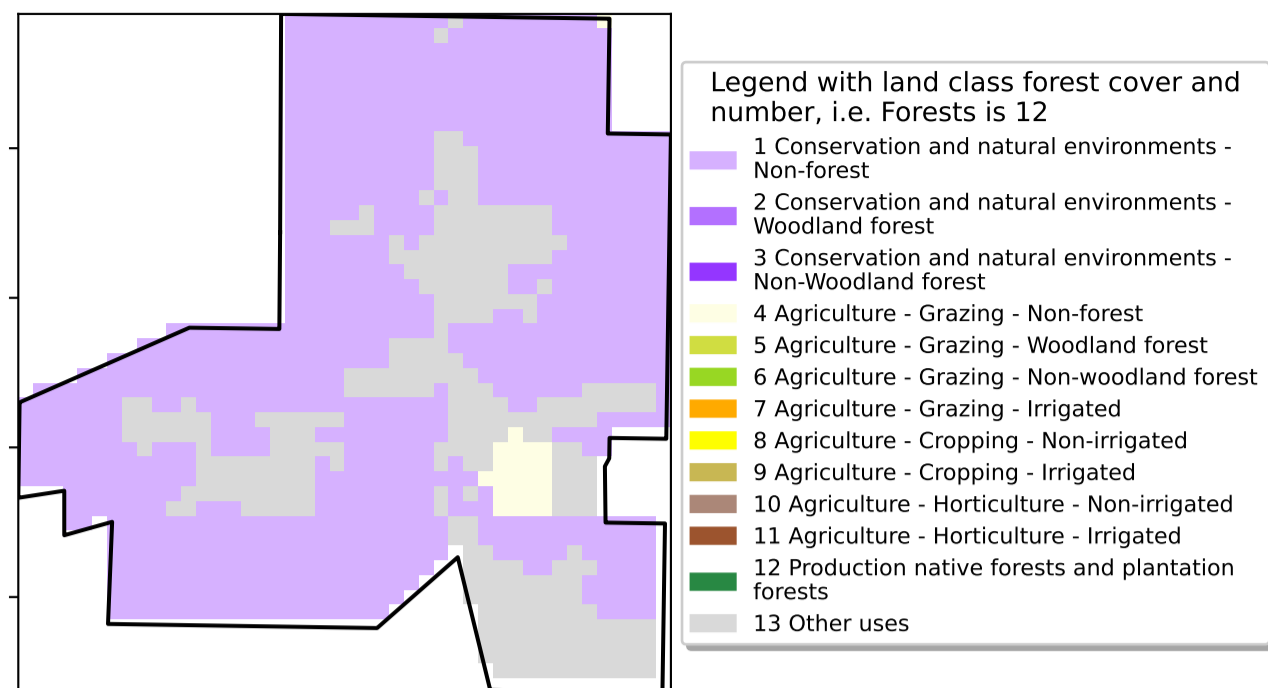 Legend with land class forest cover and
number, i.e. Forests is 12
1 Conservation and natural environments -
Non-forest
2 Conservation and natural environments -
Woodland forest
3 Conservation and natural environments -
Non-Woodland forest
4 Agriculture - Grazing - Non-forest
5 Agriculture - Grazing - Woodland forest
6 Agriculture - Grazing - Non-woodland forest
7 Agriculture - Grazing - Irrigated
8 Agriculture - Cropping - Non-irrigated
9 Agriculture - Cropping - Irrigated
10 Agriculture - Horticulture - Non-irrigated
11 Agriculture - Horticulture - Irrigated
12 Production native forests and plantation
forests
13 Other uses